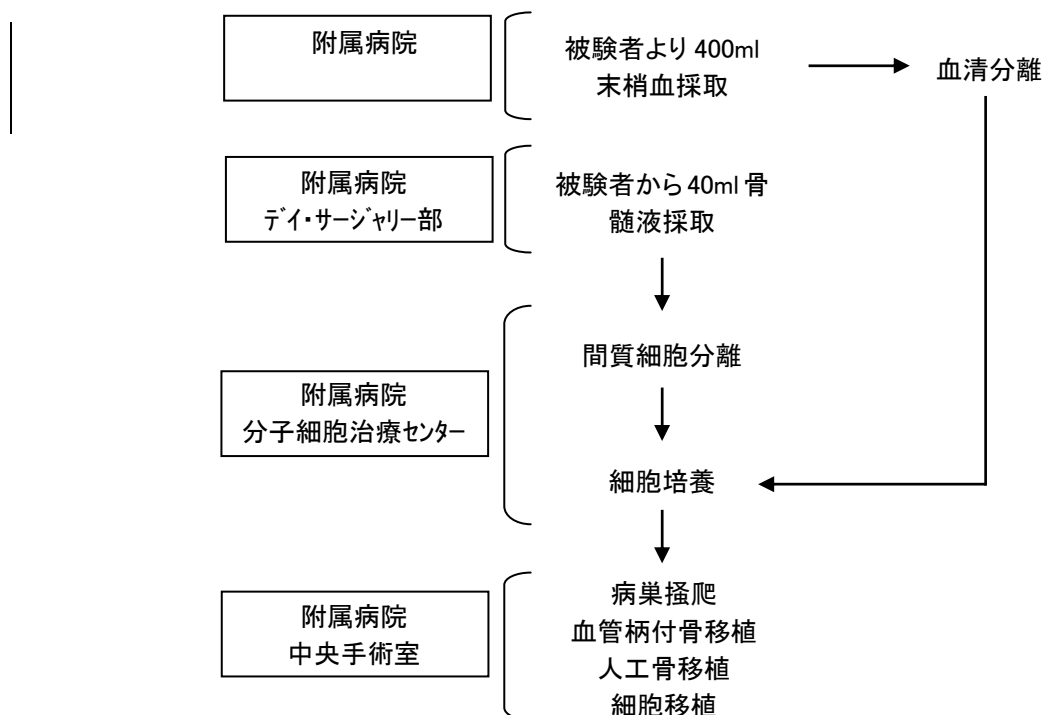 附属病院
被験者より 400ml
末梢血採取
血清分離
附属病院
デイ・サージャリー部
被験者から 40ml 骨
髄液採取
附属病院
分子細胞治療センター
間質細胞分離
細胞培養
附属病院
中央手術室
病巣掻爬
血管柄付骨移植
人工骨移植
細胞移植